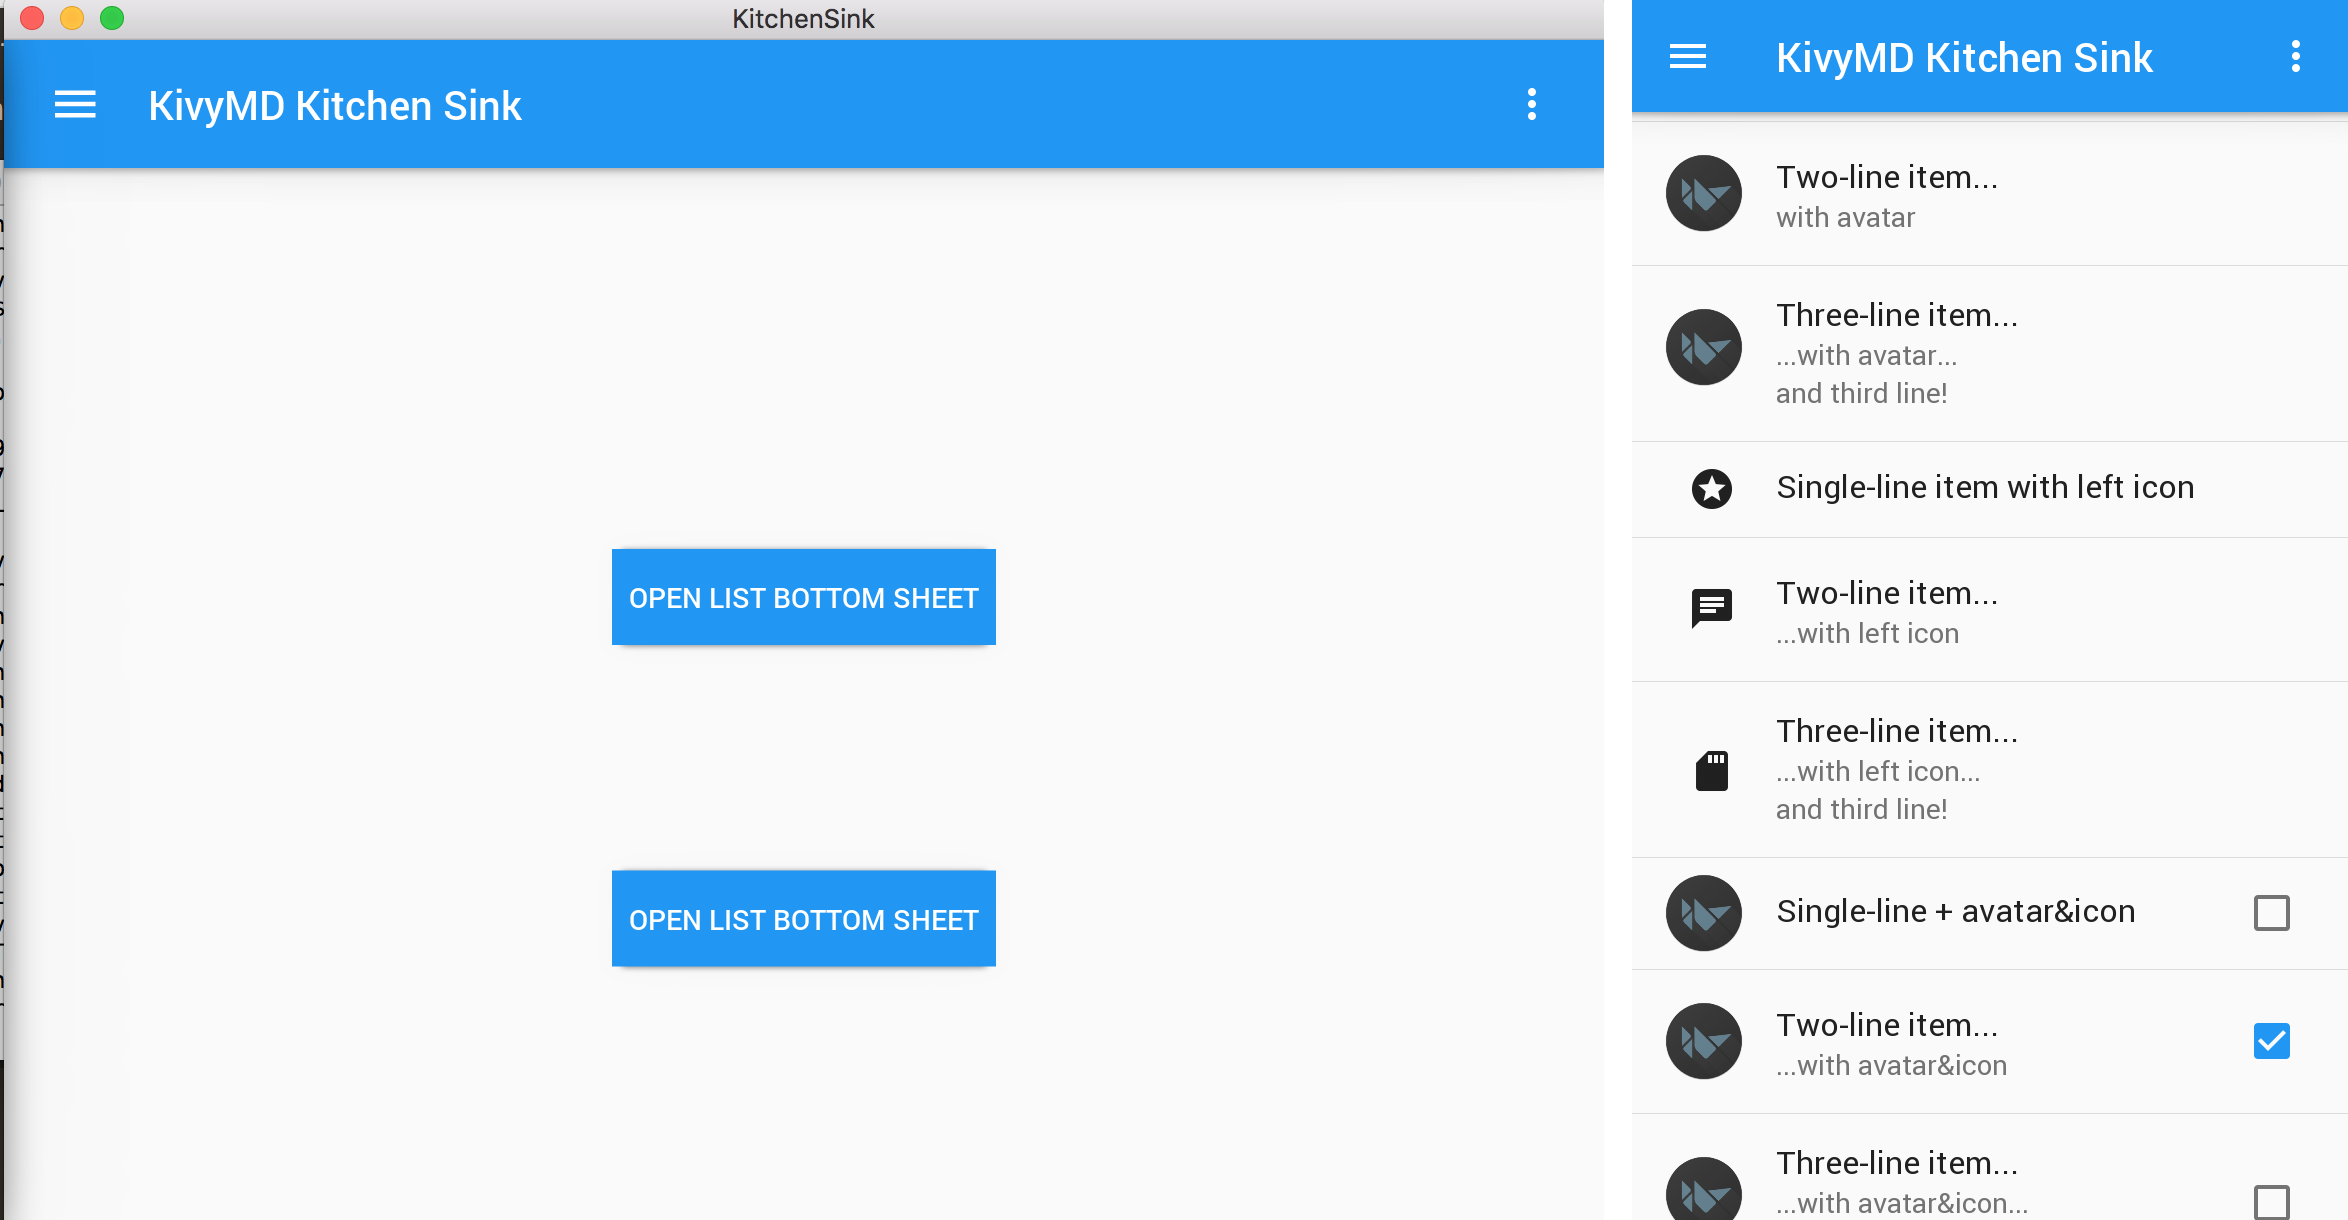 KitchenSink
KivyMD Kitchen Sink
OPEN LIST BOTTOM SHEET
OPEN LIST BOTTOM SHEET
KivyMD Kitchen Sink
Two-line item...
with avatar
Three-line item...
...with avatar...
and third line!
Single-line item with left icon
Two-line item...
...with left icon
Three-line item...
...with left icon...
and third line!
Single-line + avatar&icon
Two-line item...
...with avatar&icon
Three-line item...
...with avatar&icon...